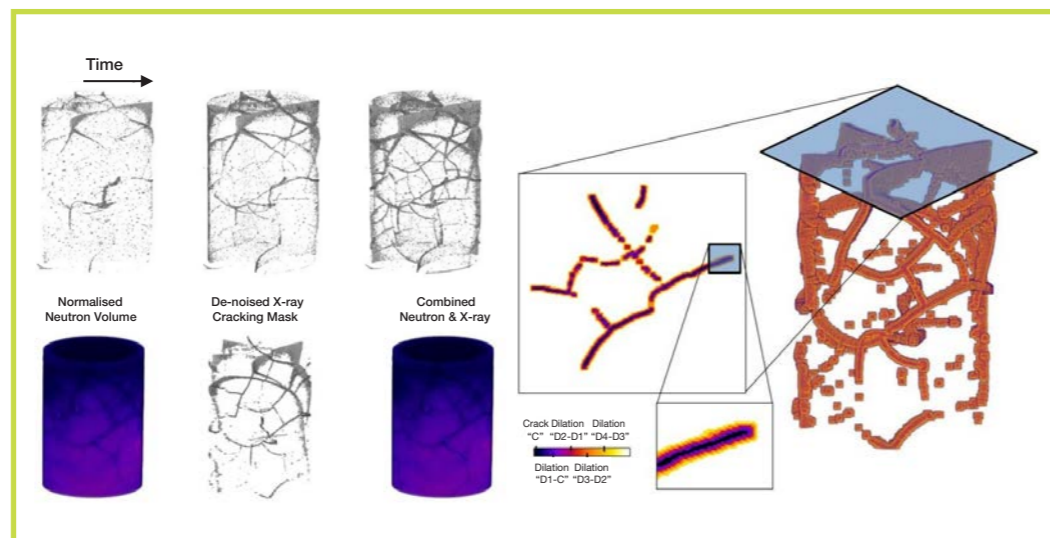 Time
Normalised
Neutron Volume
De-noised X-ray
Cracking Mask
Combined
Neutron & X-ray
Crack Dilation Dilation
"C" "D2-D1" "D4-D3"
Dilation Dilation
"D1-C" "D3-D2"